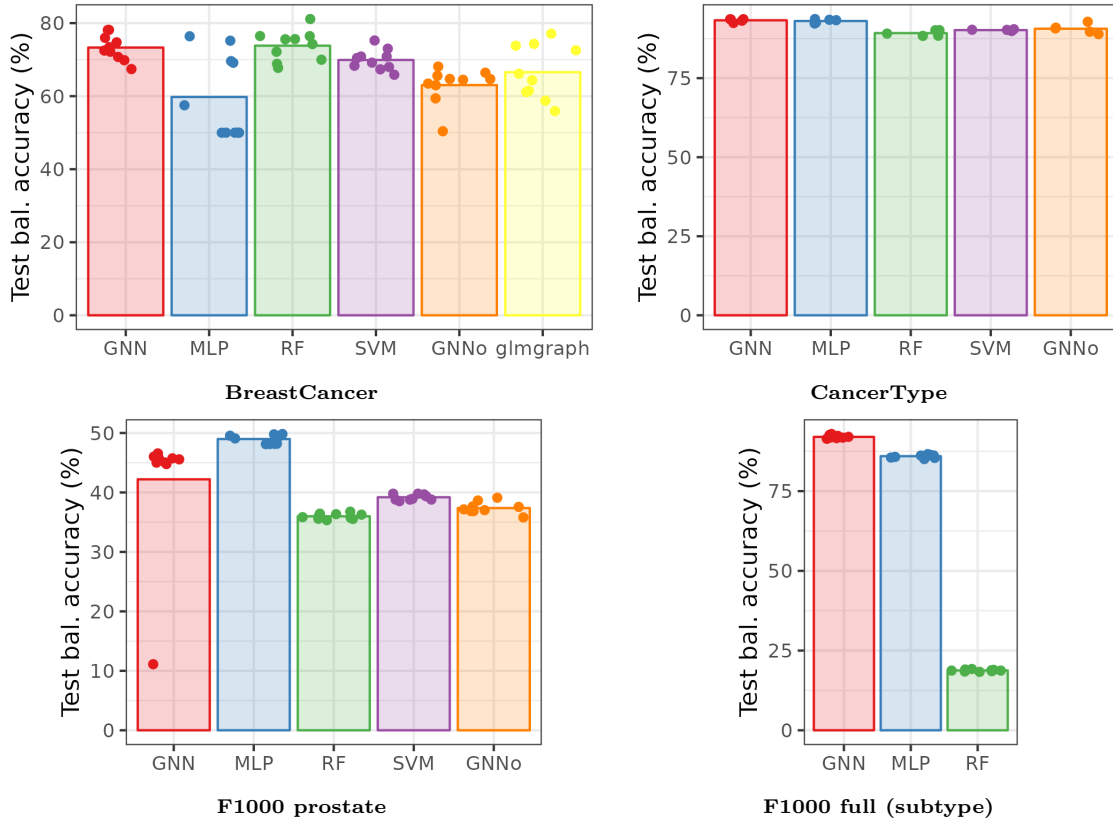 Test bal. accuracy (%)
80
60
40
20
0
GNN MLP RF SVM GNNo glmgraph
BreastCancer
Test bal. accuracy (%)
75
50
25
0
GNN MLP RF SVM GNNo
CancerType
Test bal. accuracy (%)
50
40
30
20
10
0
GNN MLP RF SVM GNNo
F1000 prostate
Test bal. accuracy (%)
75
50
25
0
GNN MLP RF
F1000 full (subtype)